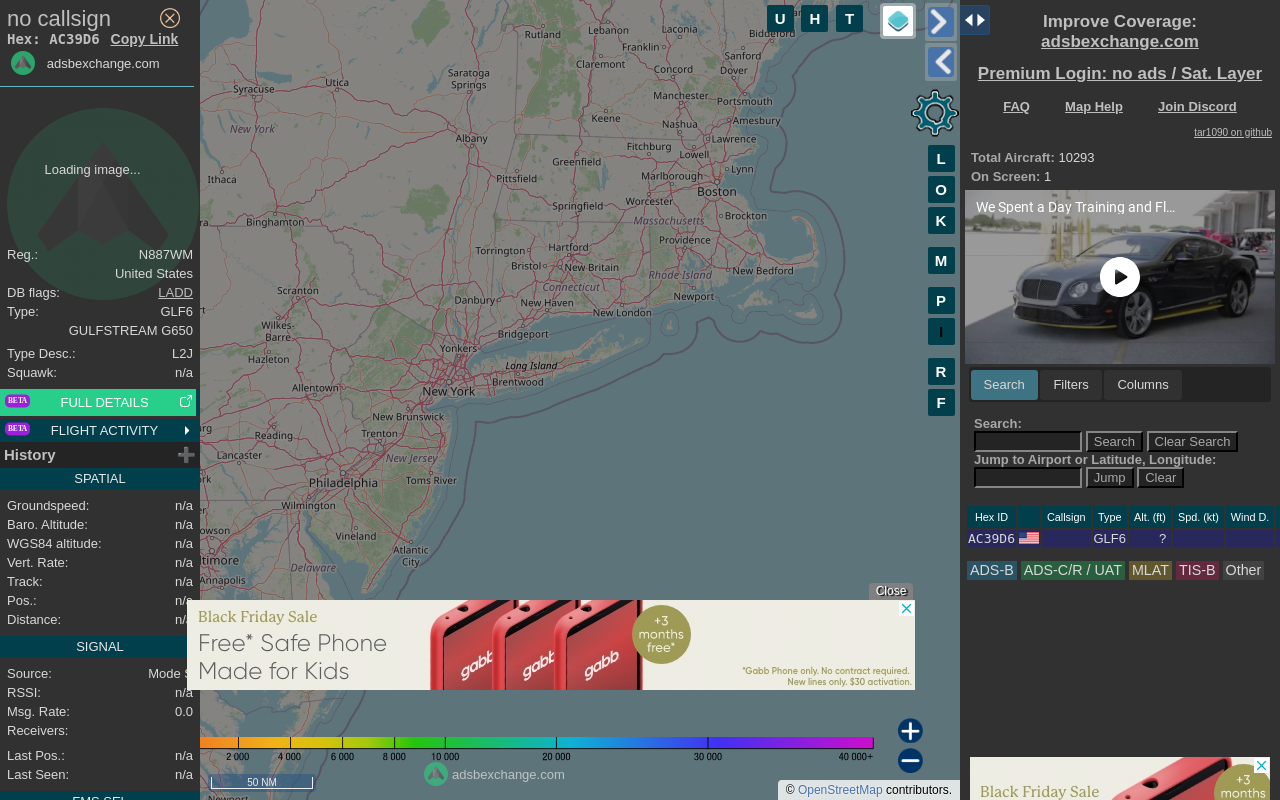 no callsign
Hex: AC39D6 Copy Link
adsbexchange.com
Loading image...
Reg.: N887WM
United States
DB flags: LADD
Type: GLF6
GULFSTREAM G650
Type Desc.: L2J
Squawk: n/a
BETA FULL DETAILS
BETA FLIGHT ACTIVITY
History
SPATIAL
Groundspeed: n/a
Baro. Altitude: n/a
WGS84 altitude: n/a
Vert. Rate: n/a
Track: n/a
Pos.: n/a
Distance: n/a
SIGNAL
Source: Mode S
RSSI: n/a
Msg. Rate: 0.0
Receivers:
Last Pos.: n/a
Last Seen: n/a
FMS SEL
U H T
L
O
K
M
P
I
R
F
Rutland
Lebanon
Laconia
Biddeford
Franklin
Claremont
Sanford
Concord
Dover
Saratoga
Springs
Utica
Syracuse
Manchester
Portsmouth
Keene
Nashua
Amesbury
New York
Albany
Lawrence
Fitchburg
Lowell
Greenfield
Lynn
Ithaca
Pittsfield
Marlborough
Boston
Worcester
Springfield
Massachusetts
Brockton
Binghamton
Providence
Torrington
Hartford
Bristol
New Britain
New Bedford
Rhode Island
Connecticut
Scranton
Danbury
New Haven
Newport
New London
Wilkes-
Barre
Bridgeport
Yonkers
Hazleton
Long Island
Brentwood
Allentown
New York
New Brunswick
Reading
Trenton
Lancaster
New Jersey
Philadelphia
Toms River
Wilmington
Vineland
Atlantic
City
Annapolis
Delaware
Close
Black Friday Sale
Free* Safe Phone
Made for Kids
gabb gabb gabb
+3
months
free*
*Gabb Phone only. No contract required.
New lines only. $30 activation.
2 000 4 000 6 000 8 000 10 000 20 000 30 000 40 000+
adsbexchange.com
50 NM
Newport
© OpenStreetMap contributors.
Improve Coverage:
adsbexchange.com
Premium Login: no ads / Sat. Layer
FAQ Map Help Join Discord
tar1090 on github
Total Aircraft: 10293
On Screen: 1
We Spent a Day Training and Fl...
Search Filters Columns
Search:
Search Clear Search
Jump to Airport or Latitude, Longitude:
Jump Clear
Hex ID Callsign Type Alt. (ft) Spd. (kt) Wind D.
AC39D6 GLF6 ?
ADS-B ADS-C/R / UAT MLAT TIS-B Other
Black Friday Sale
+3
months